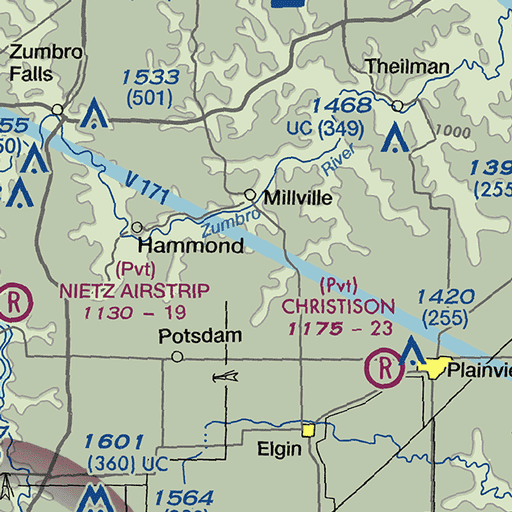 Zumbro
Falls
1533
(501)
Theilman
1468
UC (349)
1000
55
50)
139
(255
V 171
River
Millville
Zumbro
Hammond
(Pvt)
NIETZ AIRSTRIP
1130 - 19
R
(Pvt)
CHRISTISON
1175 - 23
1420
(255)
Potsdam
R
Plainvie
Elgin
1601
(360) UC
1564